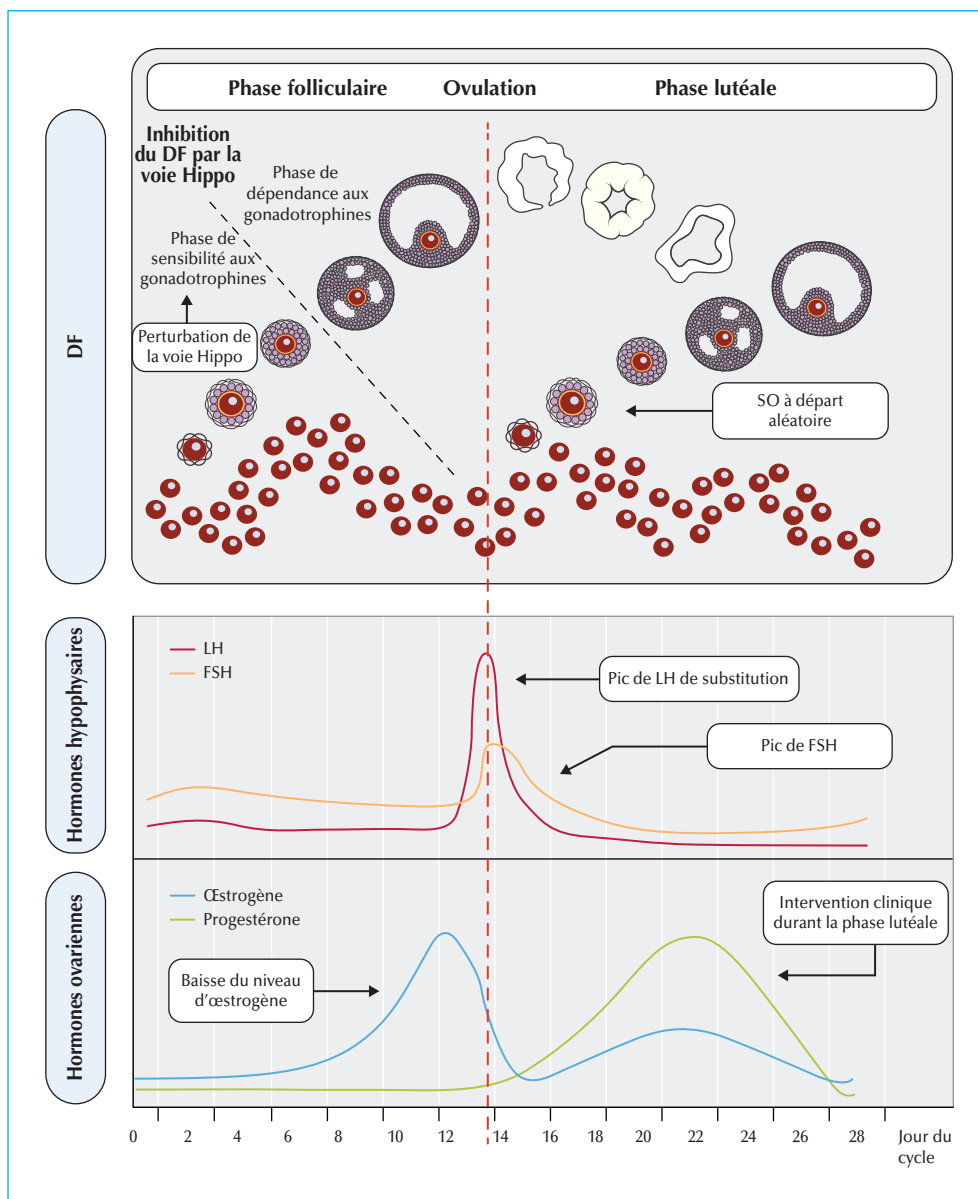 Phase folliculaire
Ovulation
Phase lutéale
DF
Inhibition
du DF par la
voie Hippo
Phase de
dépendance aux
gonadotrophines
Phase de
sensibilité aux
gonadotrophines
Perturbation de
la voie Hippo
SO à départ
aléatoire
Hormones hypophysaires
LH
FSH
Pic de LH de substitution
Pic de FSH
Hormones ovariennes
Œstrogène
Progestérone
Intervention clinique
durant la phase lutéale
Baisse du niveau
d'œstrogène
0 2 4 6 8 10 12 14 16 18 20 22 24 26 28 Jour du
cycle